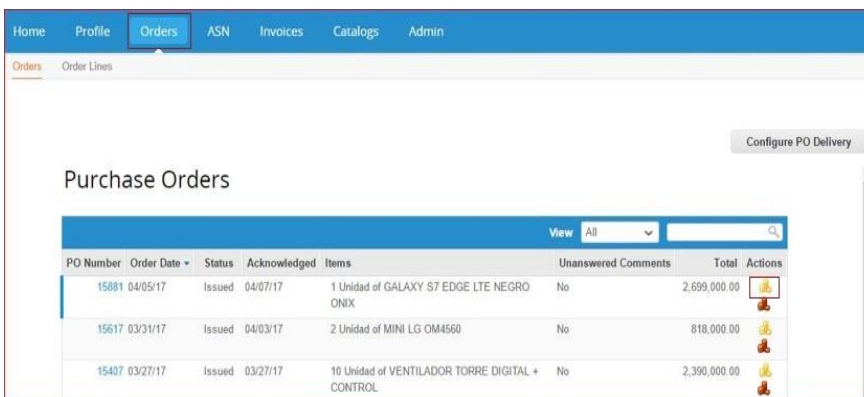 Home Profile Orders ASN Invoices Catalogs Admin
Orders Order Lines
Configure PO Delivery
Purchase Orders
View All
PO Number Order Date Status Acknowledged Items Unanswered Comments Total Actions
15881 04/05/17 Issued 04/07/17 1 Unidad of GALAXY S7 EDGE LTE NEGRO No 2,699,000.00
ONIX
15617 03/31/17 Issued 04/03/17 2 Unidad of MINI LG OM4560 No 818,000.00
15407 03/27/17 Issued 03/27/17 10 Unidad of VENTILADOR TORRE DIGITAL + No 2,390,000.00
CONTROL